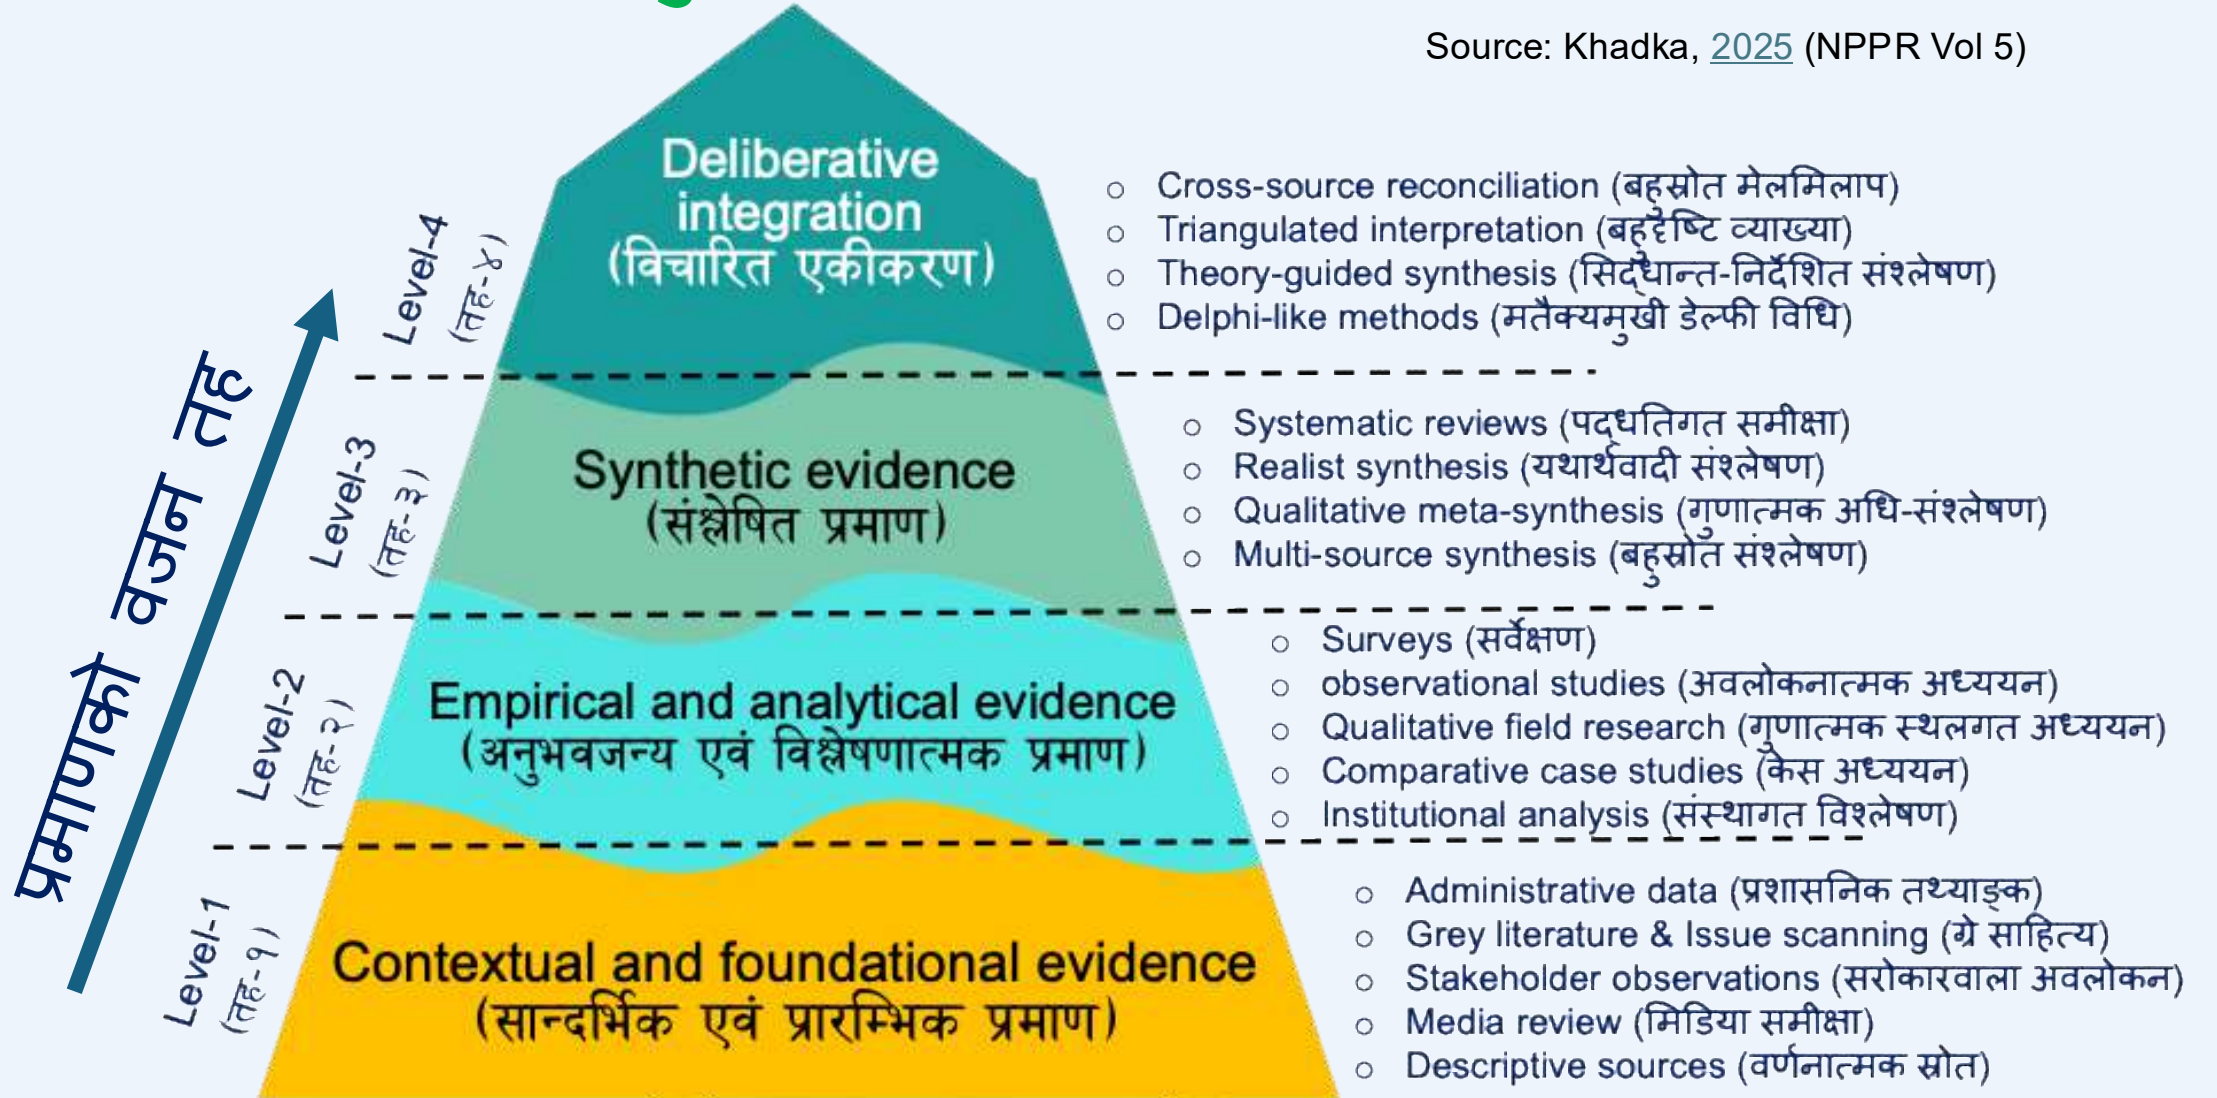 Source: Khadka, 2025 (NPPR Vol 5)
प्रमाणको वजन तह
Level-4
(तह-४)
Deliberative
integration
(विचारित एकीकरण)
Cross-source reconciliation (बहुस्रोत मेलमिलाप)
Triangulated interpretation (बहुदृष्टि व्याख्या)
Theory-guided synthesis (सिद्धान्त-निर्देशित संश्लेषण)
Delphi-like methods (मतैक्यमुखी डेल्फी विधि)
Level-3
(तह-३)
Synthetic evidence
(संश्लेषित प्रमाण)
Systematic reviews (पद्धतिगत समीक्षा)
Realist synthesis (यथार्थवादी संश्लेषण)
Qualitative meta-synthesis (गुणात्मक अधि-संश्लेषण)
Multi-source synthesis (बहुस्रोत संश्लेषण)
Level-2
(तह-२)
Empirical and analytical evidence
(अनुभवजन्य एवं विश्लेषणात्मक प्रमाण)
Surveys (सर्वेक्षण)
observational studies (अवलोकनात्मक अध्ययन)
Qualitative field research (गुणात्मक स्थलगत अध्ययन)
Comparative case studies (केस अध्ययन)
Institutional analysis (संस्थागत विश्लेषण)
Level-1
(तह-१)
Contextual and foundational evidence
(सान्दर्भिक एवं प्रारम्भिक प्रमाण)
Administrative data (प्रशासनिक तथ्याङ्क)
Grey literature & Issue scanning (ग्रे साहित्य)
Stakeholder observations (सरोकारवाला अवलोकन)
Media review (मिडिया समीक्षा)
Descriptive sources (वर्णनात्मक स्रोत)